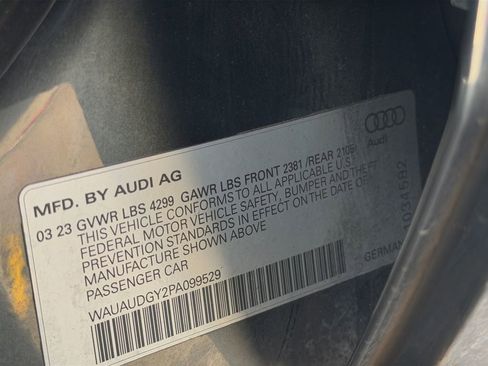 Audi
MFD. BY AUDI AG
03 23 GVWR LBS 4299 GAWR LBS FRONT 2381 /REAR 2105
THIS VEHICLE CONFORMS TO ALL APPLICABLE U.S.
FEDERAL MOTOR VEHICLE SAFETY, BUMPER AND THEFT
PREVENTION STANDARDS IN EFFECT ON THE DATE OF
MANUFACTURE SHOWN ABOVE
PASSENGER CAR
WAUAUDGY2PA099529
GERMAN
1034582